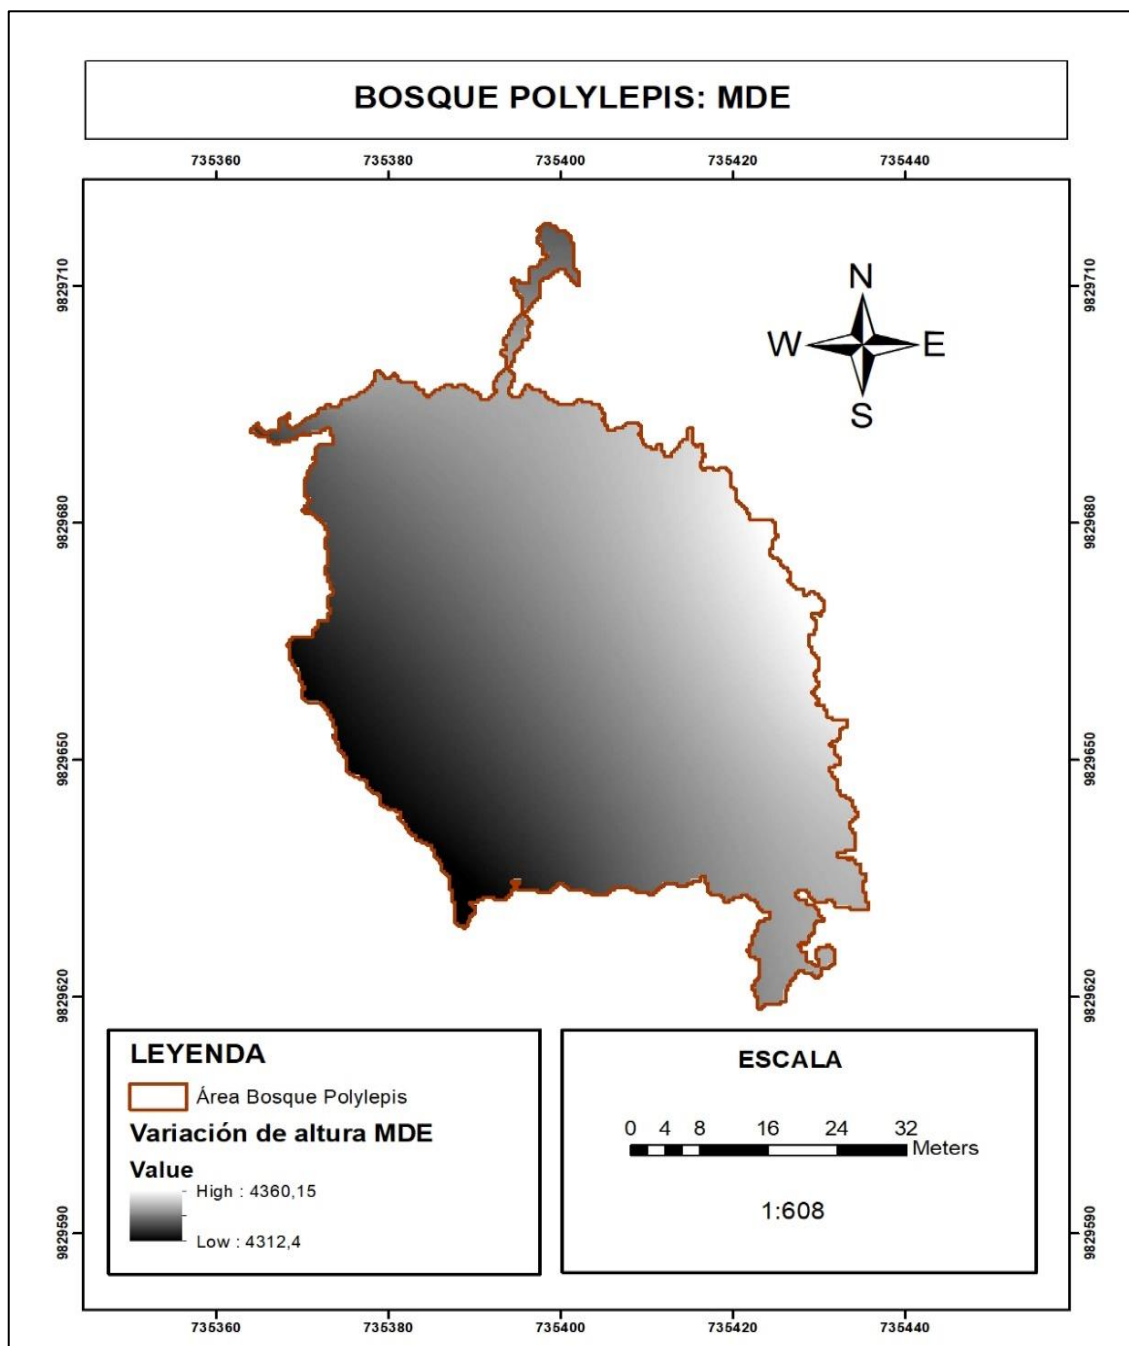 BOSQUE POLYLEPIS: MDE
735360 735380 735400 735420 735440
N
W E
S
9829710 9829710
9829680 9829680
9829650 9829650
9829620 9829620
9829590 9829590
LEYENDA
Área Bosque Polylepis
Variación de altura MDE
Value
High : 4360,15
Low : 4312,4
ESCALA
0 4 8 16 24 32
Meters
1:608
735360 735380 735400 735420 735440